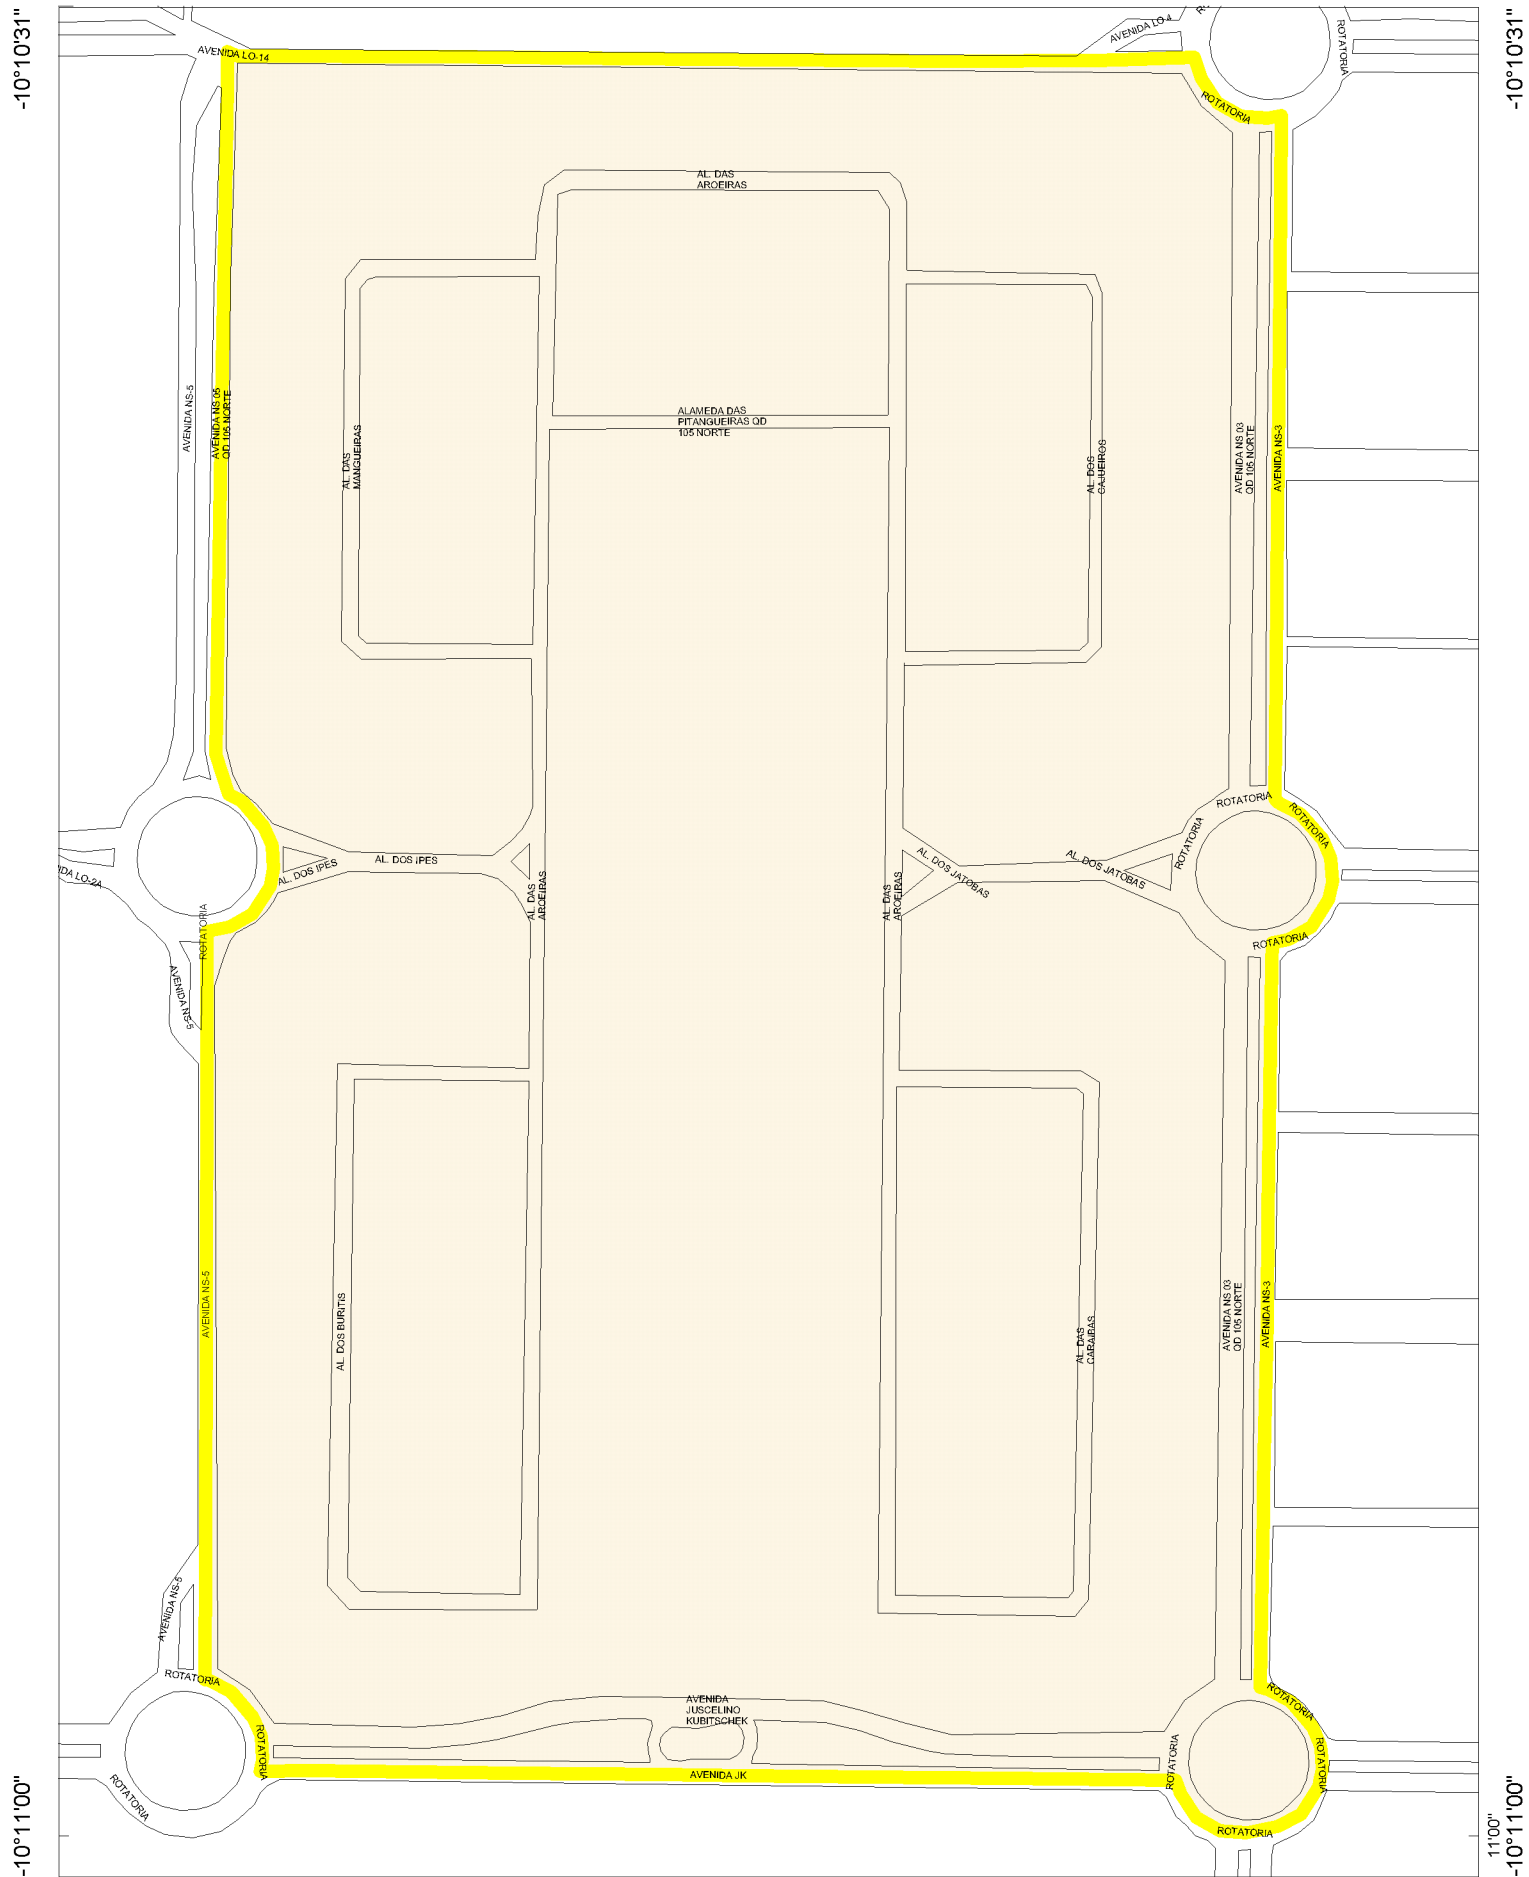 -10°10'31"
-10°10'31"
AVENIDA LO-14
AVENIDA LO-4
ROTATORIA
ROTATORIA
AL. DAS
AROEIRAS
AVENIDA NS-5
AVENIDA NS 05
QD 105 NORTE
AL. DAS
MANGUEIRAS
ALAMEDA DAS
PITANGUEIRAS QD
105 NORTE
AL. DOS
CAJUEIROS
AVENIDA NS 03
QD 105 NORTE
AVENIDA NS-3
ROTATORIA
ROTATORIA
ROTATORIA
IDA LO-2A
AL. DOS IPES
AL. DOS IPES
AL. DAS
AROEIRAS
AL. DAS
AROEIRAS
AL. DOS JATOBAS
AL. DOS JATOBAS
ROTATORIA
ROTATORIA
AVENIDA NS-5
AVENIDA NS-5
AL. DOS BURITIS
AL. DAS
CARAIBAS
AVENIDA NS 03
QD 105 NORTE
AVENIDA NS-3
AVENIDA NS-5
ROTATORIA
ROTATORIA
ROTATORIA
AVENIDA
JUSCELINO
KUBITSCHEK
AVENIDA JK
ROTATORIA
ROTATORIA
ROTATORIA
ROTATORIA
-10°11'00"
11'00"
-10°11'00"